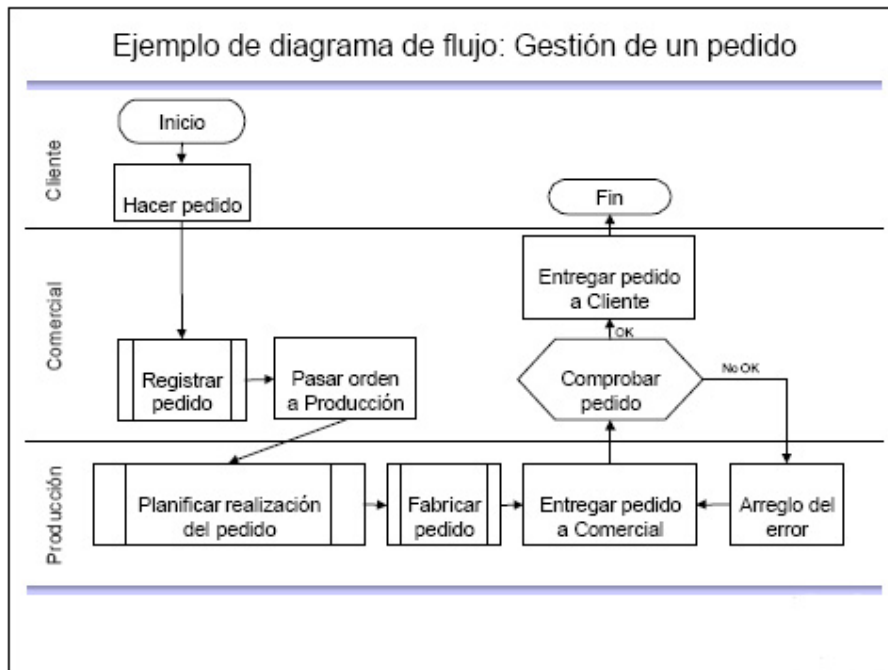 Ejemplo de diagrama de flujo: Gestión de un pedido
Cliente
Inicio
Hacer pedido
Fin
Comercial
Entregar pedido
a Cliente
OK
Registrar
pedido
Pasar orden
a Producción
Comprobar
pedido
No OK
Producción
Planificar realización
del pedido
Fabricar
pedido
Entregar pedido
a Comercial
Arreglo del
error